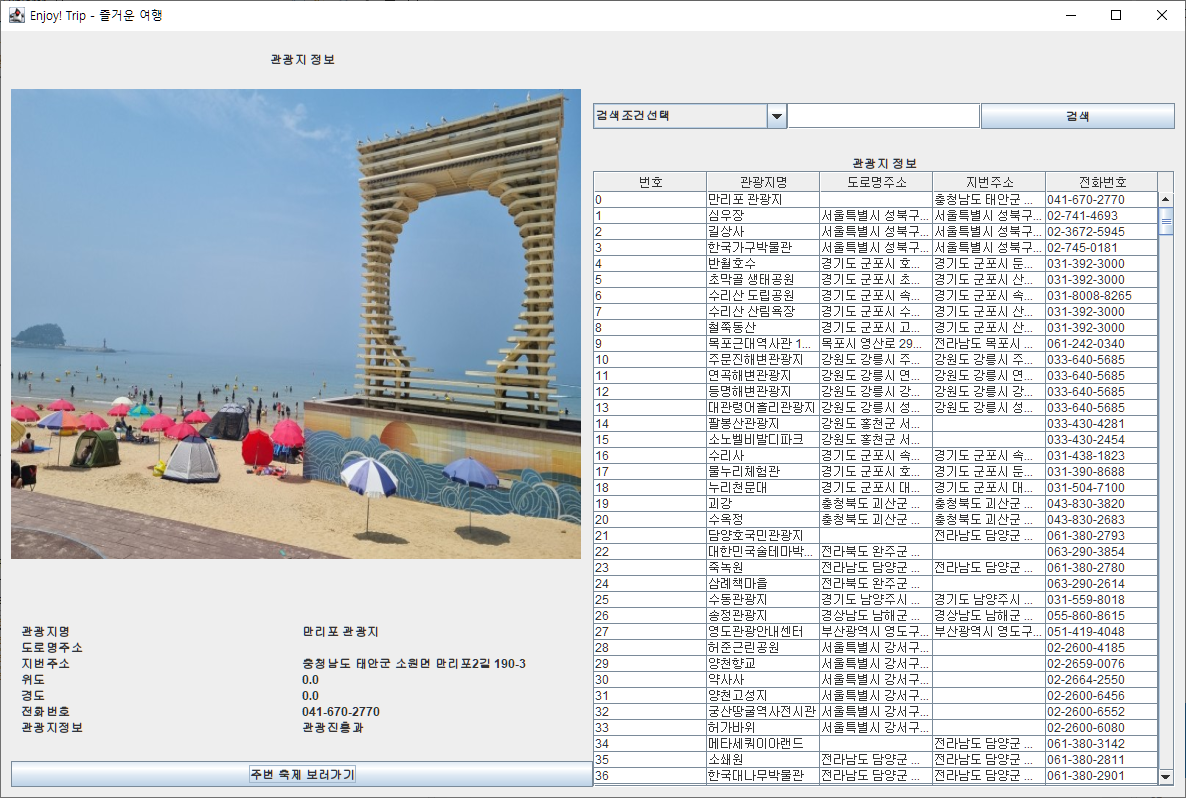 Enjoy! Trip - 즐거운 여행
관광지 정보
검색조건선택
검색
관광지 정보
번호 관광지명 도로명주소 지번주소 전화번호
0 만리포 관광지 충청남도 태안군 ... 041-670-2770
1 심우장 서울특별시 성북구... 서울특별시 성북구... 02-741-4693
2 길상사 서울특별시 성북구... 서울특별시 성북구... 02-3672-5945
3 한국가구박물관 서울특별시 성북구... 서울특별시 성북구... 02-745-0181
4 반월호수 경기도 군포시 호... 경기도 군포시 둔... 031-392-3000
5 초막골 생태공원 경기도 군포시 초... 경기도 군포시 산... 031-392-3000
6 수리산 도립공원 경기도 군포시 속... 경기도 군포시 속... 031-8008-8265
7 수리산 산림욕장 경기도 군포시 수... 경기도 군포시 산... 031-392-3000
8 철쭉동산 경기도 군포시 고... 경기도 군포시 산... 031-392-3000
9 목포근대역사관 1... 목포시 영산로 29... 전라남도 목포시 ... 061-242-0340
10 주문진해변관광지 강원도 강릉시 주... 강원도 강릉시 주... 033-640-5685
11 연곡해변관광지 강원도 강릉시 연... 강원도 강릉시 연... 033-640-5685
12 등명해변관광지 강원도 강릉시 강... 강원도 강릉시 강... 033-640-5685
13 대관령어흘리관광지 강원도 강릉시 성... 강원도 강릉시 성... 033-640-5685
14 팔봉산관광지 강원도 홍천군 서... 033-430-4281
15 소노벨비발디파크 강원도 홍천군 서... 033-430-2454
16 수리사 경기도 군포시 속... 경기도 군포시 속... 031-438-1823
17 물누리체험관 경기도 군포시 호... 경기도 군포시 둔... 031-390-8688
18 누리천문대 경기도 군포시 대... 경기도 군포시 대... 031-504-7100
19 괴강 충청북도 괴산군 ... 충청북도 괴산군 ... 043-830-3820
20 수옥정 충청북도 괴산군 ... 충청북도 괴산군 ... 043-830-2683
21 담양호국민관광지 전라남도 담양군 ... 061-380-2793
22 대한민국술테마박... 전라북도 완주군 ... 063-290-3854
23 죽녹원 전라남도 담양군 ... 전라남도 담양군 ... 061-380-2780
24 삼례책마을 전라북도 완주군 ... 063-290-2614
25 수동관광지 경기도 남양주시 ... 경기도 남양주시 ... 031-559-8018
26 송정관광지 경상남도 남해군 ... 경상남도 남해군 ... 055-860-8615
27 영도관광안내센터 부산광역시 영도구... 부산광역시 영도구... 051-419-4048
28 허준근린공원 서울특별시 강서구... 02-2600-4185
29 양천향교 서울특별시 강서구... 02-2659-0076
30 약사사 서울특별시 강서구... 02-2664-2550
31 양천고성지 서울특별시 강서구... 02-2600-6456
32 궁산땅굴역사전시관 서울특별시 강서구... 02-2600-6552
33 허가바위 서울특별시 강서구... 02-2600-6080
34 메타세쿼이아랜드 전라남도 담양군 ... 061-380-3142
35 소쇄원 전라남도 담양군 ... 전라남도 담양군 ... 061-380-2811
36 한국대나무박물관 전라남도 담양군 ... 전라남도 담양군 ... 061-380-2901
관광지명 만리포 관광지
도로명주소
지번주소 충청남도 태안군 소원면 만리포2길 190-3
위도 0.0
경도 0.0
전화번호 041-670-2770
관광지정보 관광진흥과
주변 축제 보러가기